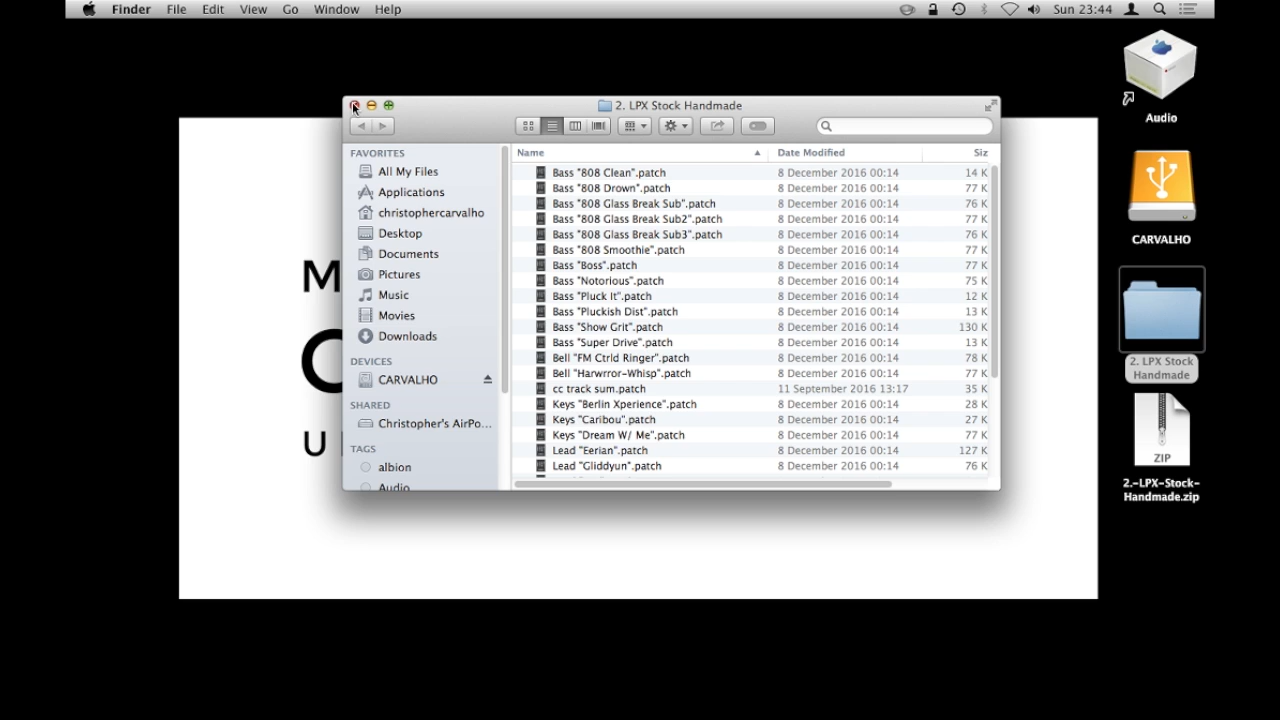 Finder File Edit View Go Window Help Sun 23:44
2. LPX Stock Handmade
FAVORITES
All My Files
Applications
christophercarvalho
Desktop
Documents
Pictures
Music
Movies
Downloads
DEVICES
CARVALHO
SHARED
Christopher's AirPo...
TAGS
albion
Audio
Name Date Modified Siz
Bass "808 Clean".patch 8 December 2016 00:14 14 K
Bass "808 Drown".patch 8 December 2016 00:14 77 K
Bass "808 Glass Break Sub".patch 8 December 2016 00:14 76 K
Bass "808 Glass Break Sub2".patch 8 December 2016 00:14 77 K
Bass "808 Glass Break Sub3".patch 8 December 2016 00:14 76 K
Bass "808 Smoothie".patch 8 December 2016 00:14 77 K
Bass "Boss".patch 8 December 2016 00:14 77 K
Bass "Notorious".patch 8 December 2016 00:14 75 K
Bass "Pluck It".patch 8 December 2016 00:14 12 K
Bass "Pluckish Dist".patch 8 December 2016 00:14 13 K
Bass "Show Grit".patch 8 December 2016 00:14 130 K
Bass "Super Drive".patch 8 December 2016 00:14 13 K
Bell "FM Ctrld Ringer".patch 8 December 2016 00:14 78 K
Bell "Harwrror-Whisp".patch 8 December 2016 00:14 77 K
cc track sum.patch 11 September 2016 13:17 35 K
Keys "Berlin Xperience".patch 8 December 2016 00:14 28 K
Keys "Caribou".patch 8 December 2016 00:14 27 K
Keys "Dream W/ Me".patch 8 December 2016 00:14 77 K
Lead "Eerian".patch 8 December 2016 00:14 127 K
Lead "Gliddyun".patch 8 December 2016 00:14 76 K
M
U
Audio
CARVALHO
2. LPX Stock
Handmade
ZIP
2.-LPX-Stock-
Handmade.zip